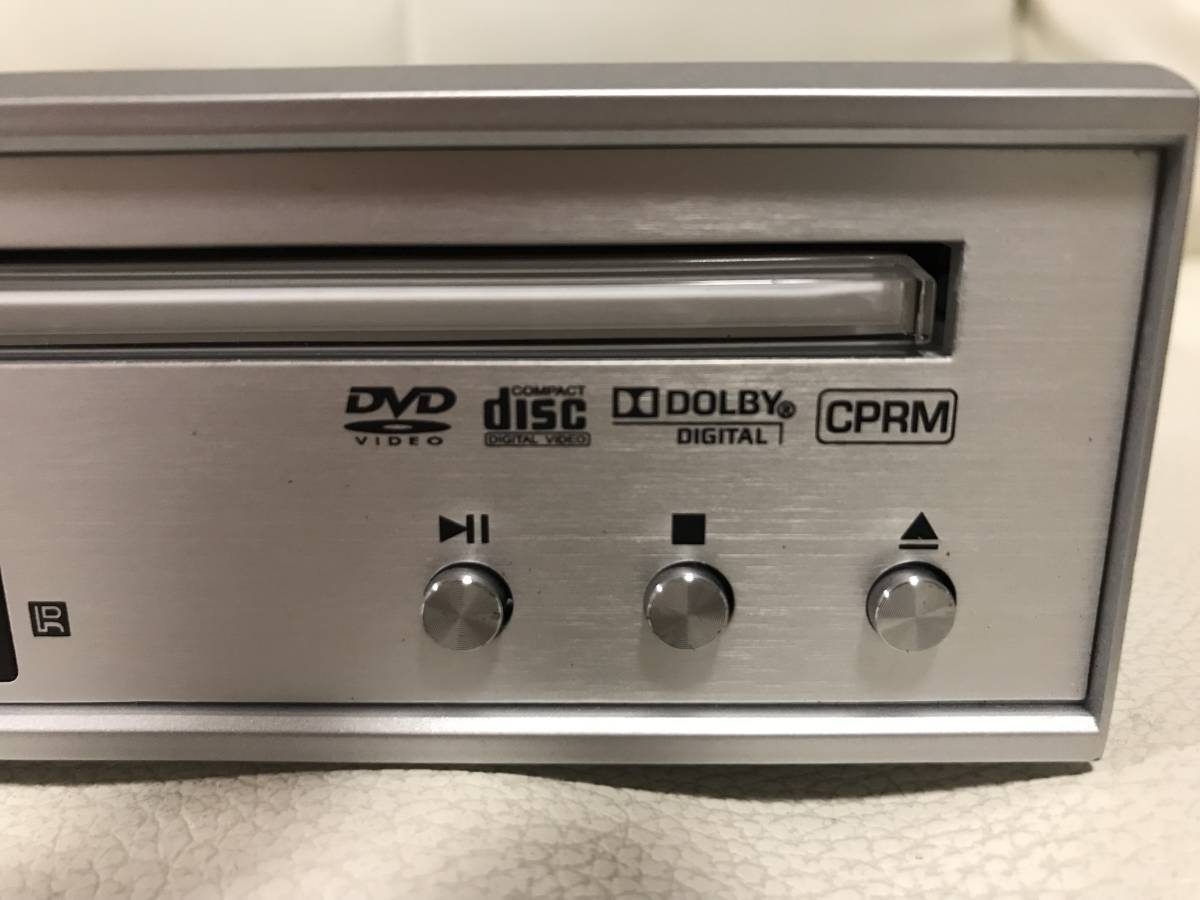 DVD
VIDEO
COMPACT
disc
DIGITAL VIDEO
DOLBY®
DIGITAL
CPRM